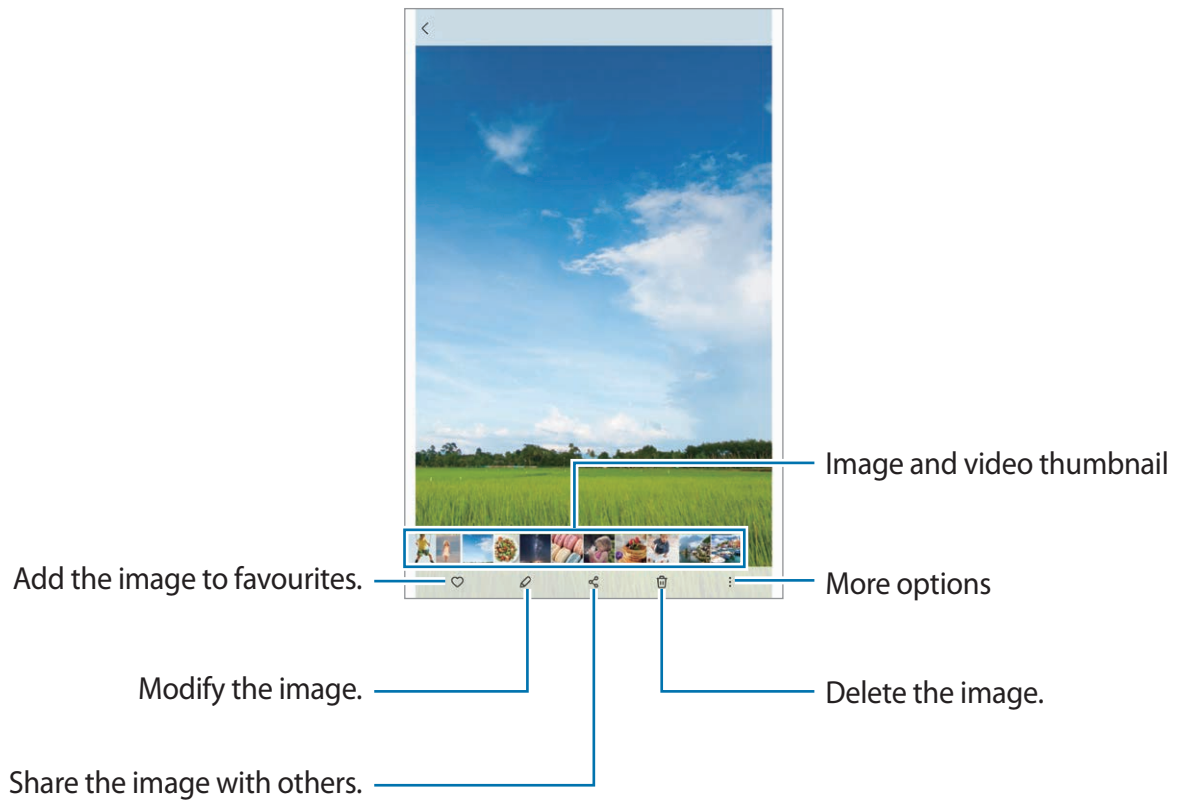 Image and video thumbnail
Add the image to favourites.
More options
Modify the image.
Delete the image.
Share the image with others.